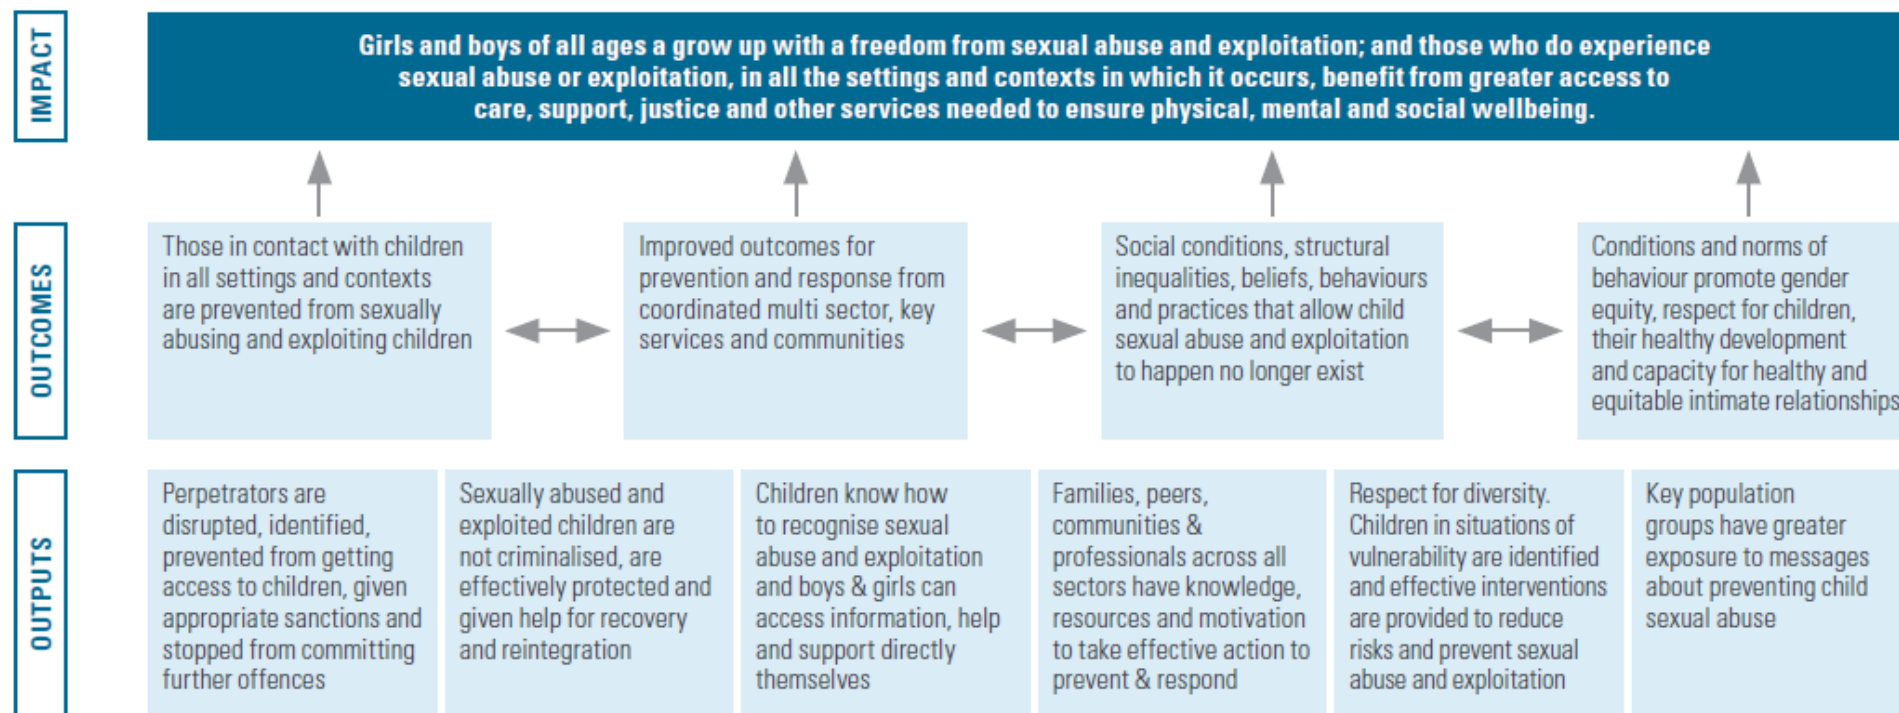 IMPACT
Girls and boys of all ages a grow up with a freedom from sexual abuse and exploitation; and those who do experience
sexual abuse or exploitation, in all the settings and contexts in which it occurs, benefit from greater access to
care, support, justice and other services needed to ensure physical, mental and social wellbeing.
OUTCOMES
Those in contact with children
in all settings and contexts
are prevented from sexually
abusing and exploiting children
Improved outcomes for
prevention and response from
coordinated multi sector, key
services and communities
Social conditions, structural
inequalities, beliefs, behaviours
and practices that allow child
sexual abuse and exploitation
to happen no longer exist
Conditions and norms of
behaviour promote gender
equity, respect for children,
their healthy development
and capacity for healthy and
equitable intimate relationships
OUTPUTS
Perpetrators are
disrupted, identified,
prevented from getting
access to children, given
appropriate sanctions and
stopped from committing
further offences
Sexually abused and
exploited children are
not criminalised, are
effectively protected and
given help for recovery
and reintegration
Children know how
to recognise sexual
abuse and exploitation
and boys & girls can
access information, help
and support directly
themselves
Families, peers,
communities &
professionals across all
sectors have knowledge,
resources and motivation
to take effective action to
prevent & respond
Respect for diversity.
Children in situations of
vulnerability are identified
and effective interventions
are provided to reduce
risks and prevent sexual
abuse and exploitation
Key population
groups have greater
exposure to messages
about preventing child
sexual abuse